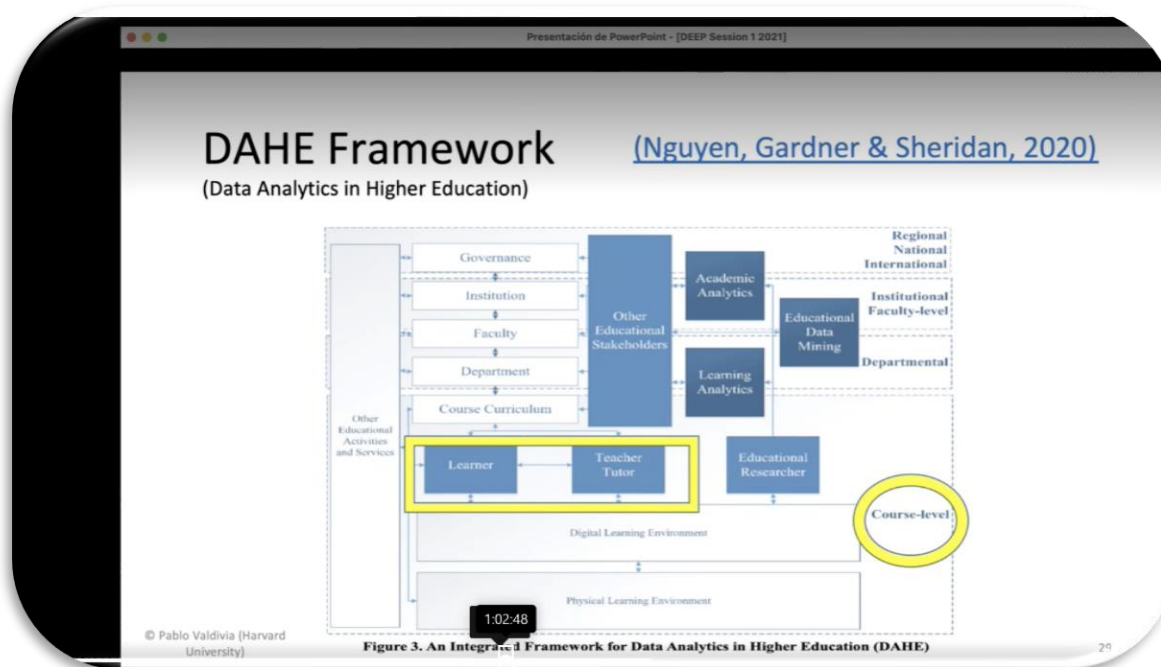 Presentación de PowerPoint - [DEEP Session 1 2021]
DAHE Framework
(Nguyen, Gardner & Sheridan, 2020)
(Data Analytics in Higher Education)
Regional
National
International
Governance
Academic
Analytics
Institution
Institutional
Faculty-level
Other
Educational
Stakeholders
Educational
Data
Mining
Faculty
Departmental
Department
Learning
Analytics
Course Curriculum
Other
Educational
Activities
and Services
Learner
Teacher
Tutor
Educational
Researcher
Course-level
Digital Learning Environment
Physical Learning Environment
1:02:48
© Pablo Valdivia (Harvard
University)
Figure 3. An Integrated Framework for Data Analytics in Higher Education (DAHE)